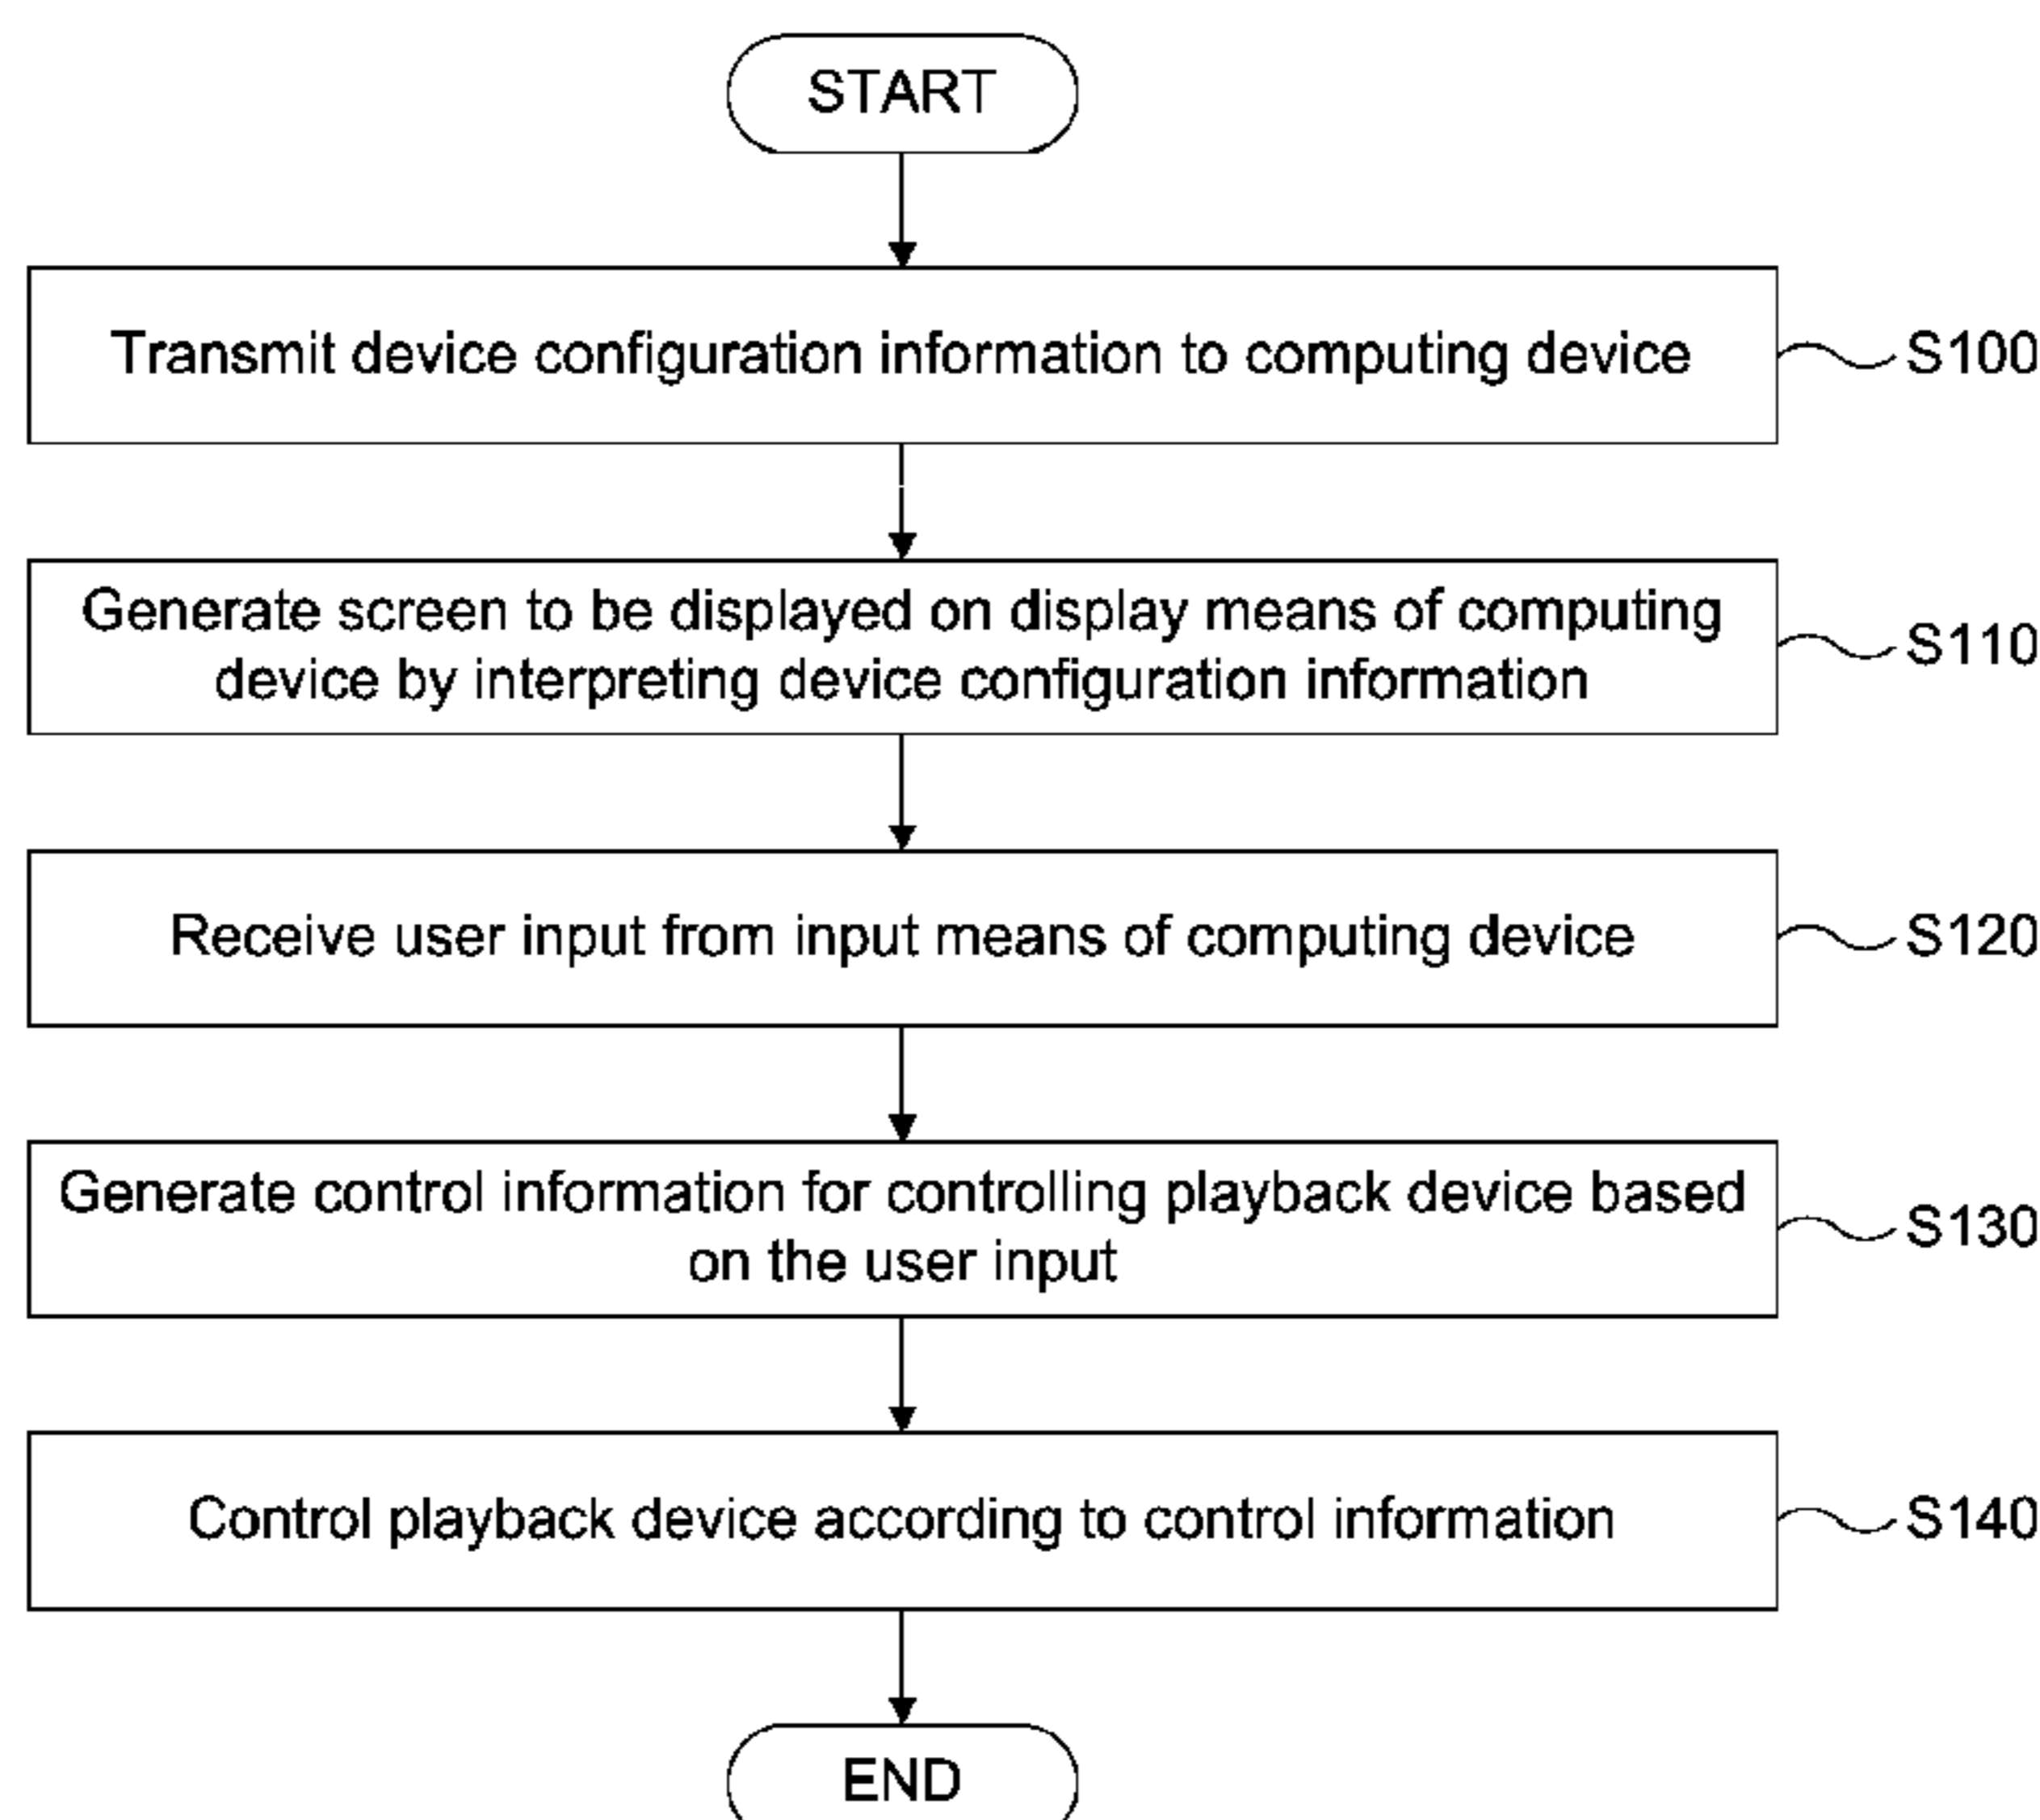 START
Transmit device configuration information to computing device
S100
Generate screen to be displayed on display means of computing
device by interpreting device configuration information
S110
Receive user input from input means of computing device
S120
Generate control information for controlling playback device based
on the user input
S130
Control playback device according to control information
S140
END